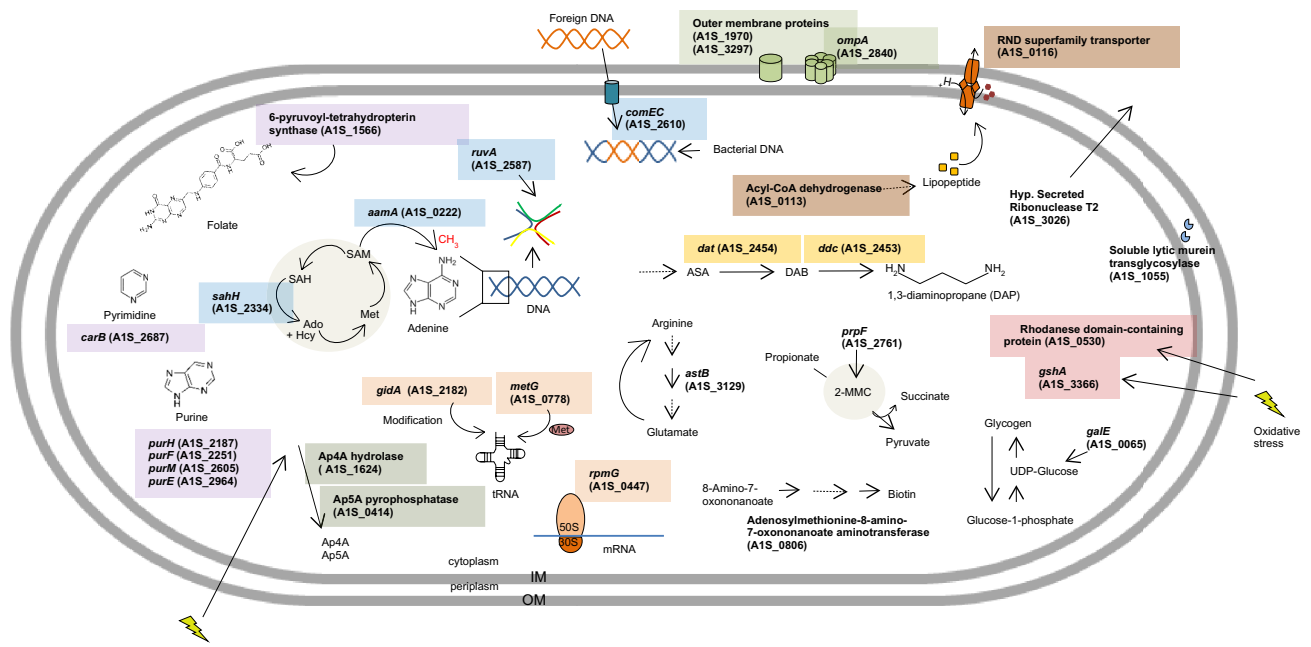 Foreign DNA
Outer membrane proteins
(A1S_1970)
(A1S_3297)
ompA
(A1S_2840)
RND superfamily transporter
(A1S_0116)
+H
6-pyruvoyl-tetrahydropterin
synthase (A1S_1566)
comEC
(A1S_2610)
Bacterial DNA
ruvA
(A1S_2587)
Lipopeptide
Acyl-CoA dehydrogenase
(A1S_0113)
Hyp. Secreted
Ribonuclease T2
(A1S_3026)
Folate
aamA (A1S_0222)
CH3
NH2
SAM
SAH
sahH
(A1S_2334)
Ado
+ Hcy
Met
Adenine
DNA
dat (A1S_2454)
ddc (A1S_2453)
ASA
DAB
H2N
NH2
1,3-diaminopropane (DAP)
Soluble lytic murein
transglycosylase
(A1S_1055)
Pyrimidine
carB (A1S_2687)
Purine
purH (A1S_2187)
purF (A1S_2251)
purM (A1S_2605)
purE (A1S_2964)
Arginine
astB
(A1S_3129)
Glutamate
prpF
(A1S_2761)
Propionate
2-MMC
Succinate
Pyruvate
Rhodanese domain-containing
protein (A1S_0530)
gshA
(A1S_3366)
Oxidative
stress
gidA (A1S_2182)
metG
(A1S_0778)
Modification
Met
tRNA
Glycogen
galE
(A1S_0065)
UDP-Glucose
Glucose-1-phosphate
Ap4A hydrolase
( A1S_1624)
Ap5A pyrophosphatase
(A1S_0414)
Ap4A
Ap5A
rpmG
(A1S_0447)
50S
30S
mRNA
8-Amino-7-
oxononanoate
Biotin
Adenosylmethionine-8-amino-
7-oxononanoate aminotransferase
(A1S_0806)
cytoplasm
IM
periplasm
OM